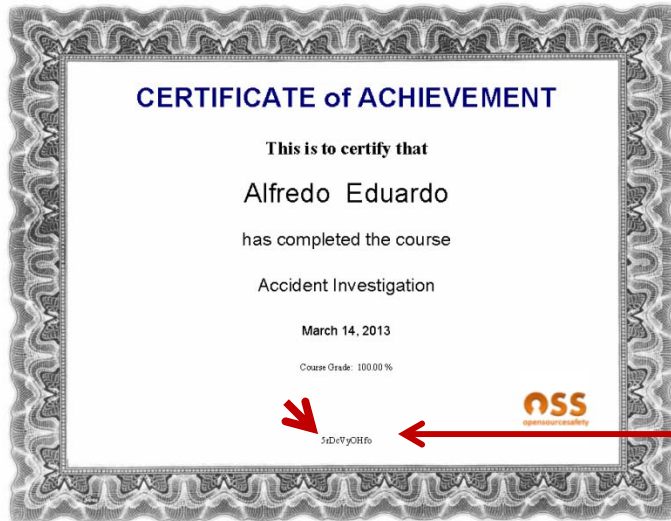 CERTIFICATE of ACHIEVEMENT
This is to certify that
Alfredo Eduardo
has completed the course
Accident Investigation
March 14, 2013
Course Grade: 100.00 %
OSS
opensourcesafety
5rDcVyOHfo